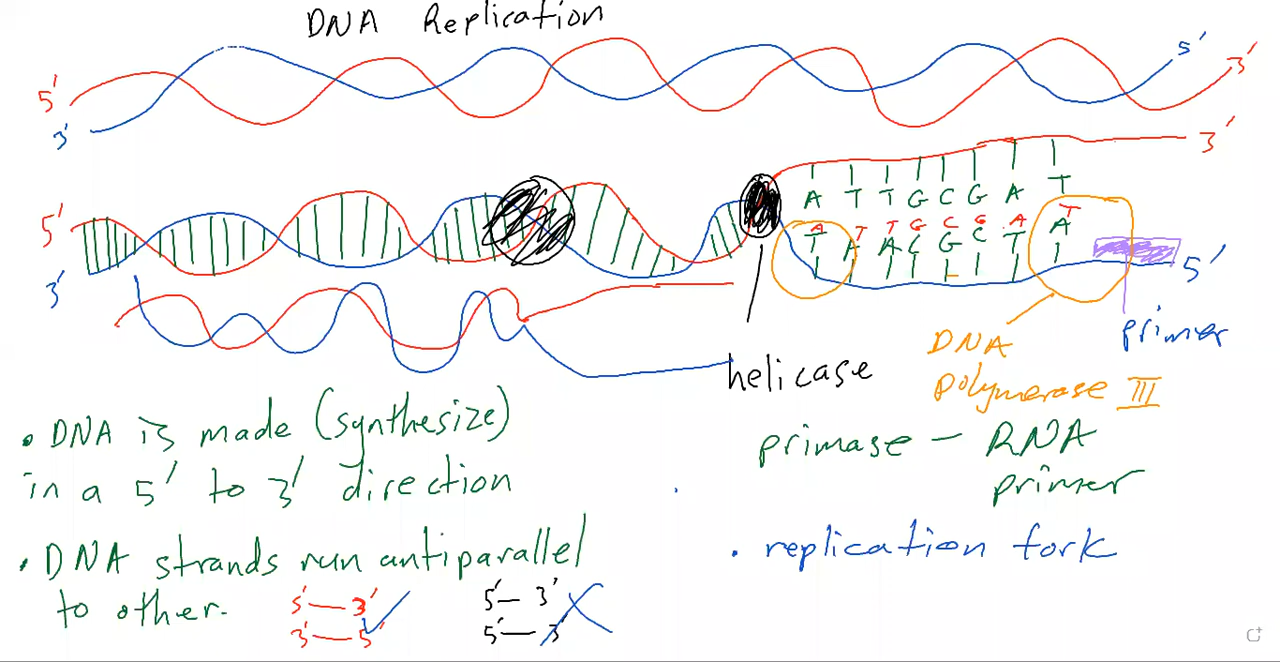 DNA Replication
5' 5' 3'
3'
3'
5' A T T G C G A T
A T T G C G A T
T A A C G C T A
3' 5'
primer
helicase
DNA
polymerase III
• DNA is made (synthesize)
in a 5' to 3' direction
primase – RNA
primer
• DNA strands run antiparallel
to other.
• replication fork
5' — 3'
3' — 5'
5' — 3'
5' — 3'